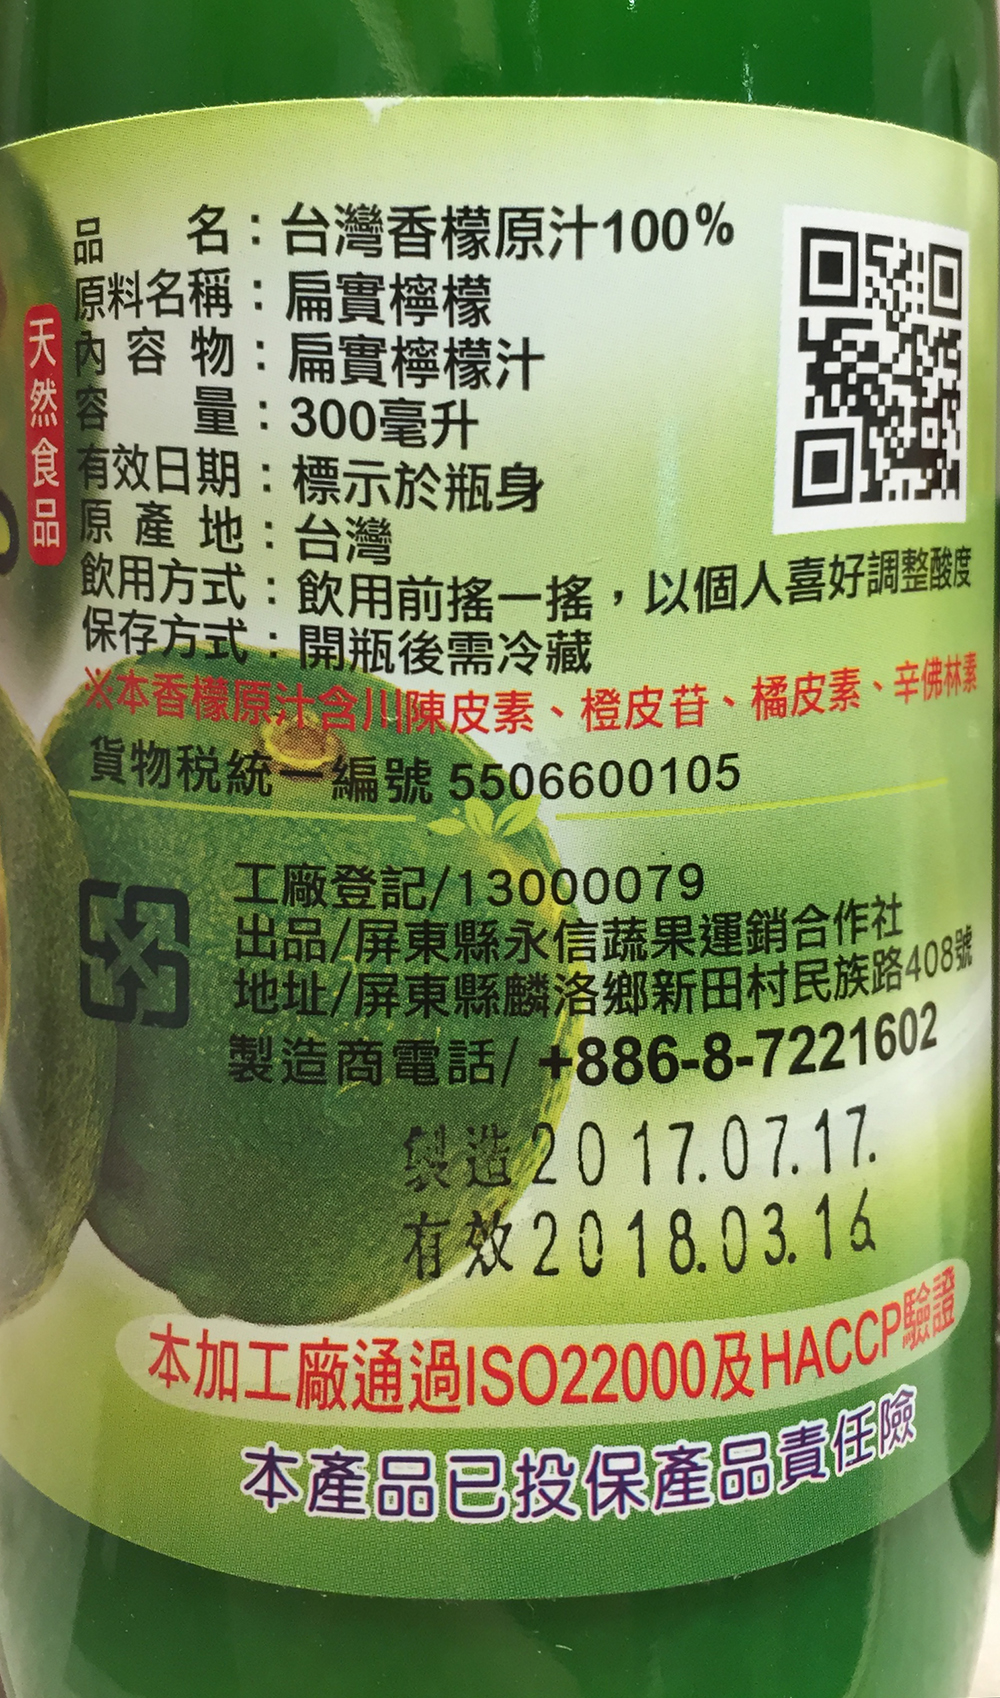 天然食品
品名：台灣香檬原汁100%
原料名稱：扁實檸檬
內容物：扁實檸檬汁
容量：300毫升
有效日期：標示於瓶身
原產地：台灣
飲用方式：飲用前搖一搖，以個人喜好調整酸度
保存方式：開瓶後需冷藏
※本香檬原汁含川陳皮素、橙皮苷、橘皮素、辛佛林素
貨物税統一編號 5506600105
工廠登記/13000079
出品/屏東縣永信蔬果運銷合作社
地址/屏東縣麟洛鄉新田村民族路408號
製造商電話/ +886-8-7221602
製造2017.07.17.
有效2018.03.16
本加工廠通過ISO22000及HACCP驗證
本產品已投保產品責任險